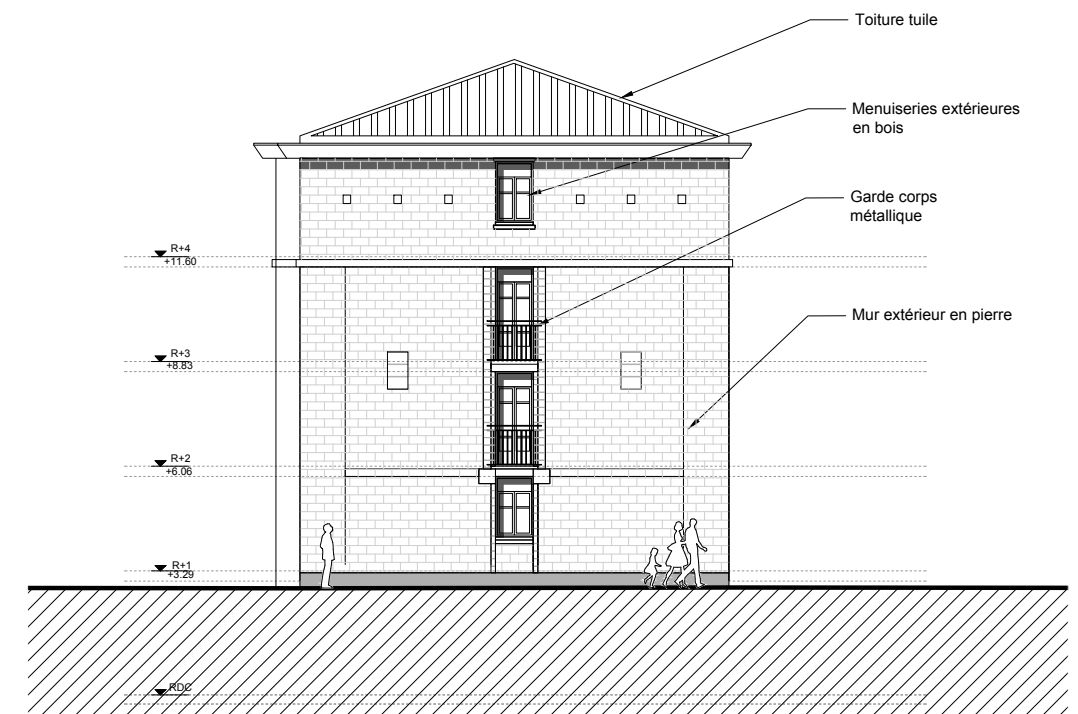 Toiture tuile
Menuiseries extérieures
en bois
Garde corps
métallique
R+4
+11.60
Mur extérieur en pierre
R+3
+8.83
R+2
+6.06
R+1
+3.29
RDC